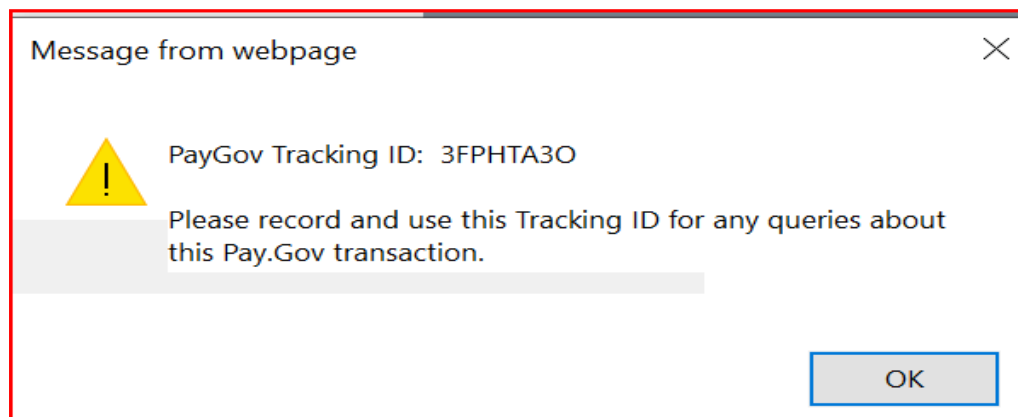 Message from webpage
!
PayGov Tracking ID: 3FPHTA3O
Please record and use this Tracking ID for any queries about
this Pay.Gov transaction.
OK